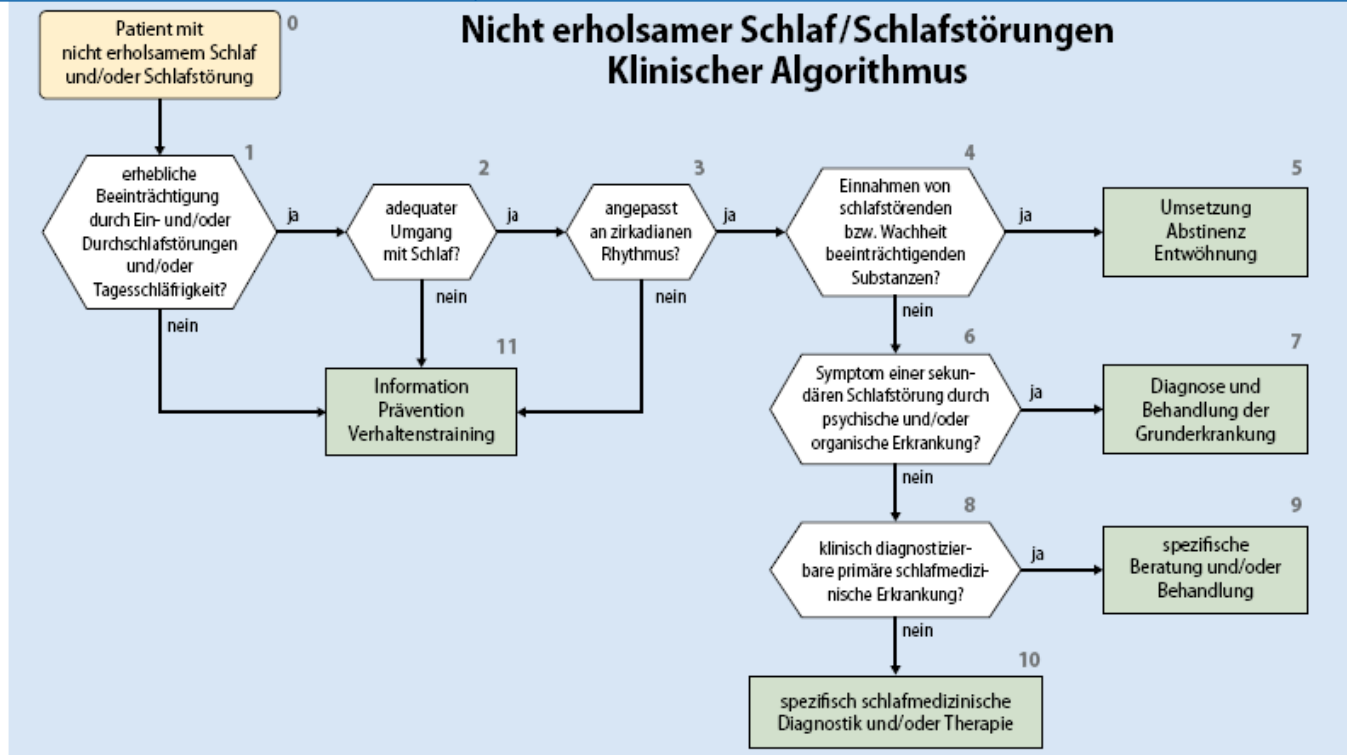 Nicht erholsamer Schlaf/Schlafstörungen
Klinischer Algorithmus
0
Patient mit
nicht erholsamem Schlaf
und/oder Schlafstörung
1
erhebliche
Beeinträchtigung
durch Ein- und/oder
Durchschlafstörungen
und/oder
Tagesschläfrigkeit?
ja
nein
2
adequater
Umgang
mit Schlaf?
ja
nein
3
angepasst
an zirkadianen
Rhythmus?
ja
nein
4
Einnahmen von
schlafstörenden
bzw. Wachheit
beeinträchtigenden
Substanzen?
ja
nein
5
Umsetzung
Abstinenz
Entwöhnung
11
Information
Prävention
Verhaltenstraining
6
Symptom einer sekun-
dären Schlafstörung durch
psychische und/oder
organische Erkrankung?
ja
nein
7
Diagnose und
Behandlung der
Grunderkrankung
8
klinisch diagnostizier-
bare primäre schlafmedizi-
nische Erkrankung?
ja
nein
9
spezifische
Beratung und/oder
Behandlung
10
spezifisch schlafmedizinische
Diagnostik und/oder Therapie